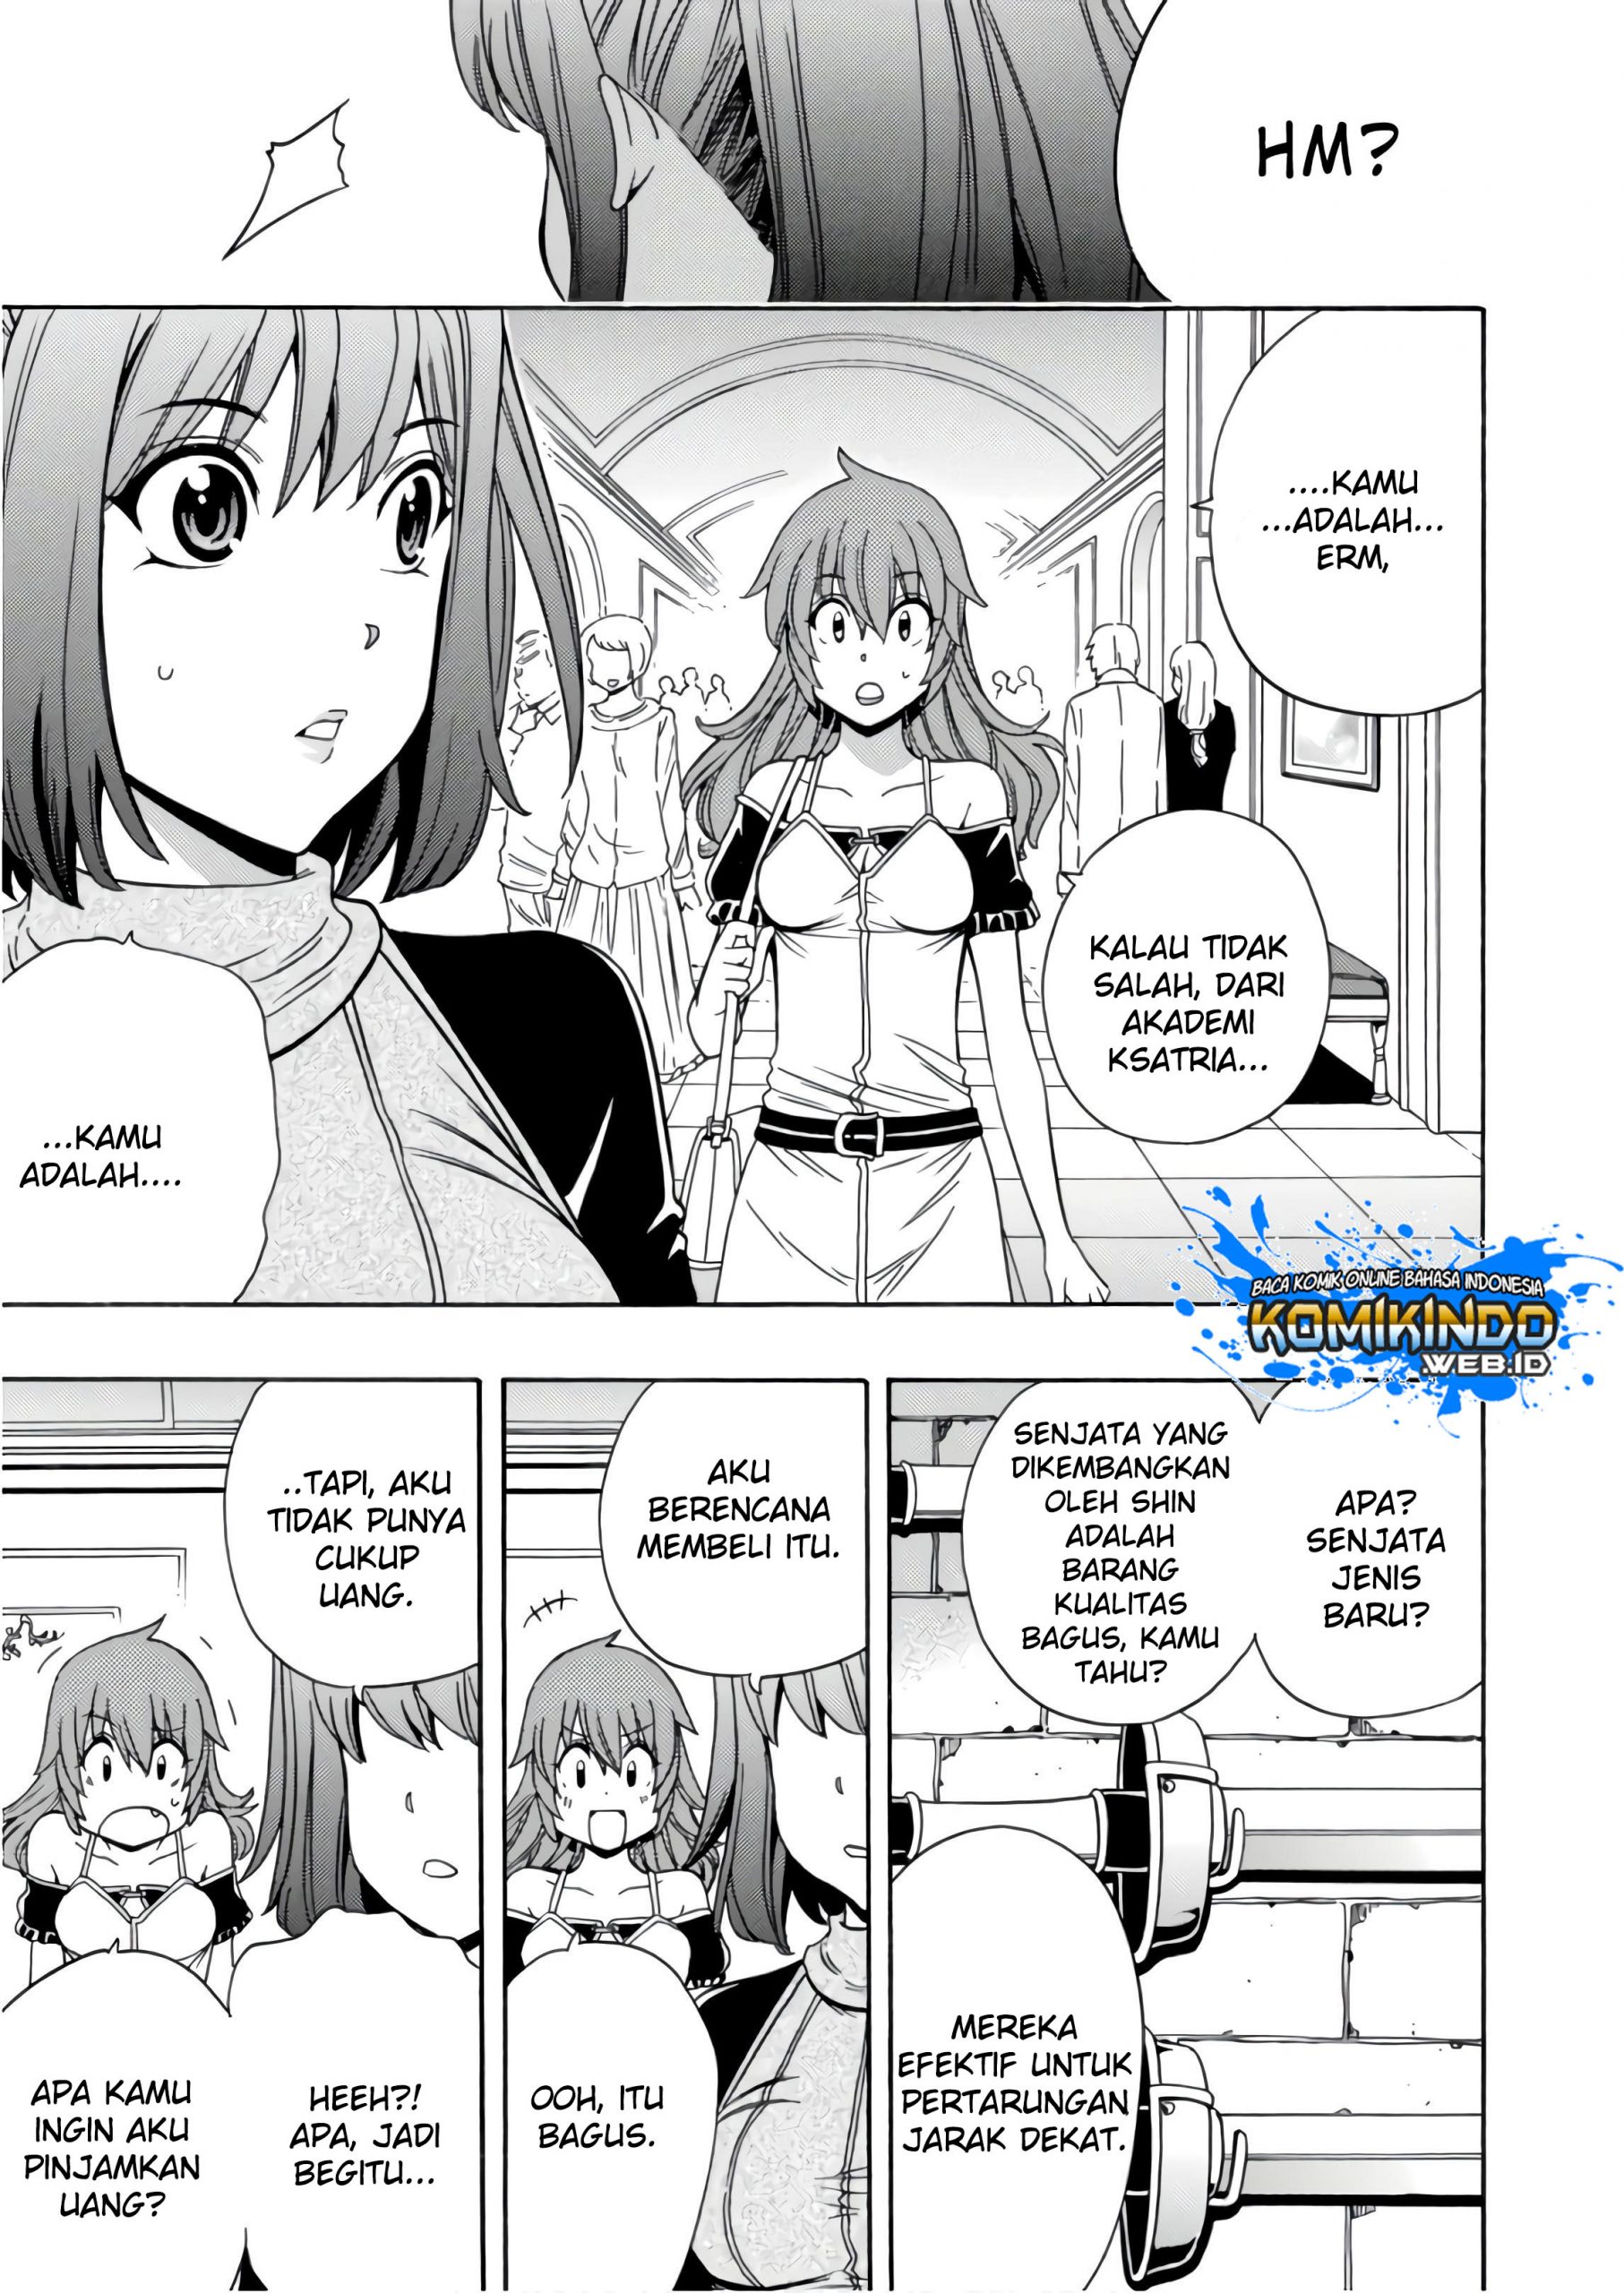 HM?
....KAMU
...ADALAH...
ERM,
KALAU TIDAK
SALAH, DARI
AKADEMI
KSATRIA...
...KAMU
ADALAH....
BACA KOMIK ONLINE BAHASA INDONESIA
KOMIKINDO
.WEB.ID
APA?
SENJATA
JENIS
BARU?
SENJATA YANG
DIKEMBANGKAN
OLEH SHIN
ADALAH
BARANG
KUALITAS
BAGUS, KAMU
TAHU?
MEREKA
EFEKTIF UNTUK
PERTARUNGAN
JARAK DEKAT.
AKU
BERENCANA
MEMBELI ITU.
OOH, ITU
BAGUS.
..TAPI, AKU
TIDAK PUNYA
CUKUP
UANG.
HEEH?!
APA, JADI
BEGITU...
APA KAMU
INGIN AKU
PINJAMKAN
UANG?